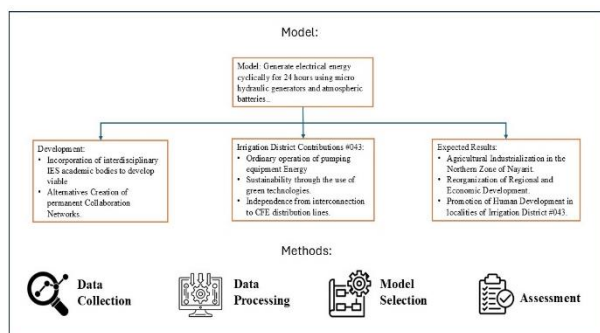 Model:
Model: Generate electrical energy
cyclically for 24 hours using micro
hydraulic generators and atmospheric
batteries..
Development:
• Incorporation of interdisciplinary
IES academic bodies to develop
viable
• Alternatives Creation of
permanent Collaboration
Networks.
Irrigation District Contributions #043:
• Ordinary operation of pumping
equipment Energy
• Sustainability through the use of
green technologies.
• Independence from interconnection
to CFE distribution lines.
Expected Results:
• Agricultural Industrialization in the
Northern Zone of Nayarit.
• Reorganization of Regional and
Economic Development.
• Promotion of Human Development in
localities of Irrigation District #043.
Methods:
Data
Collection
Data
Processing
Model
Selection
Assessment